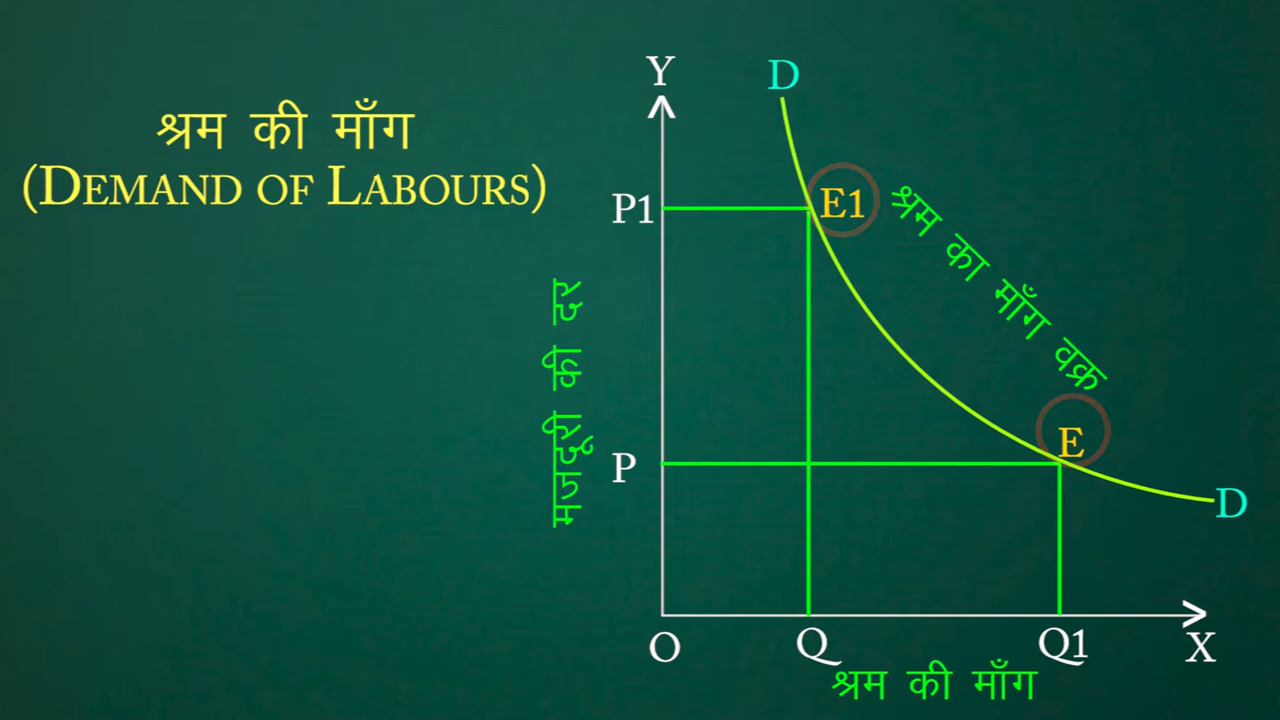 श्रम की माँग
(DEMAND OF LABOURS)
Y
D
P1
E1
श्रम का माँग वक्र
मजदूरी की दर
P
E
D
O
Q
Q1
X
श्रम की माँग